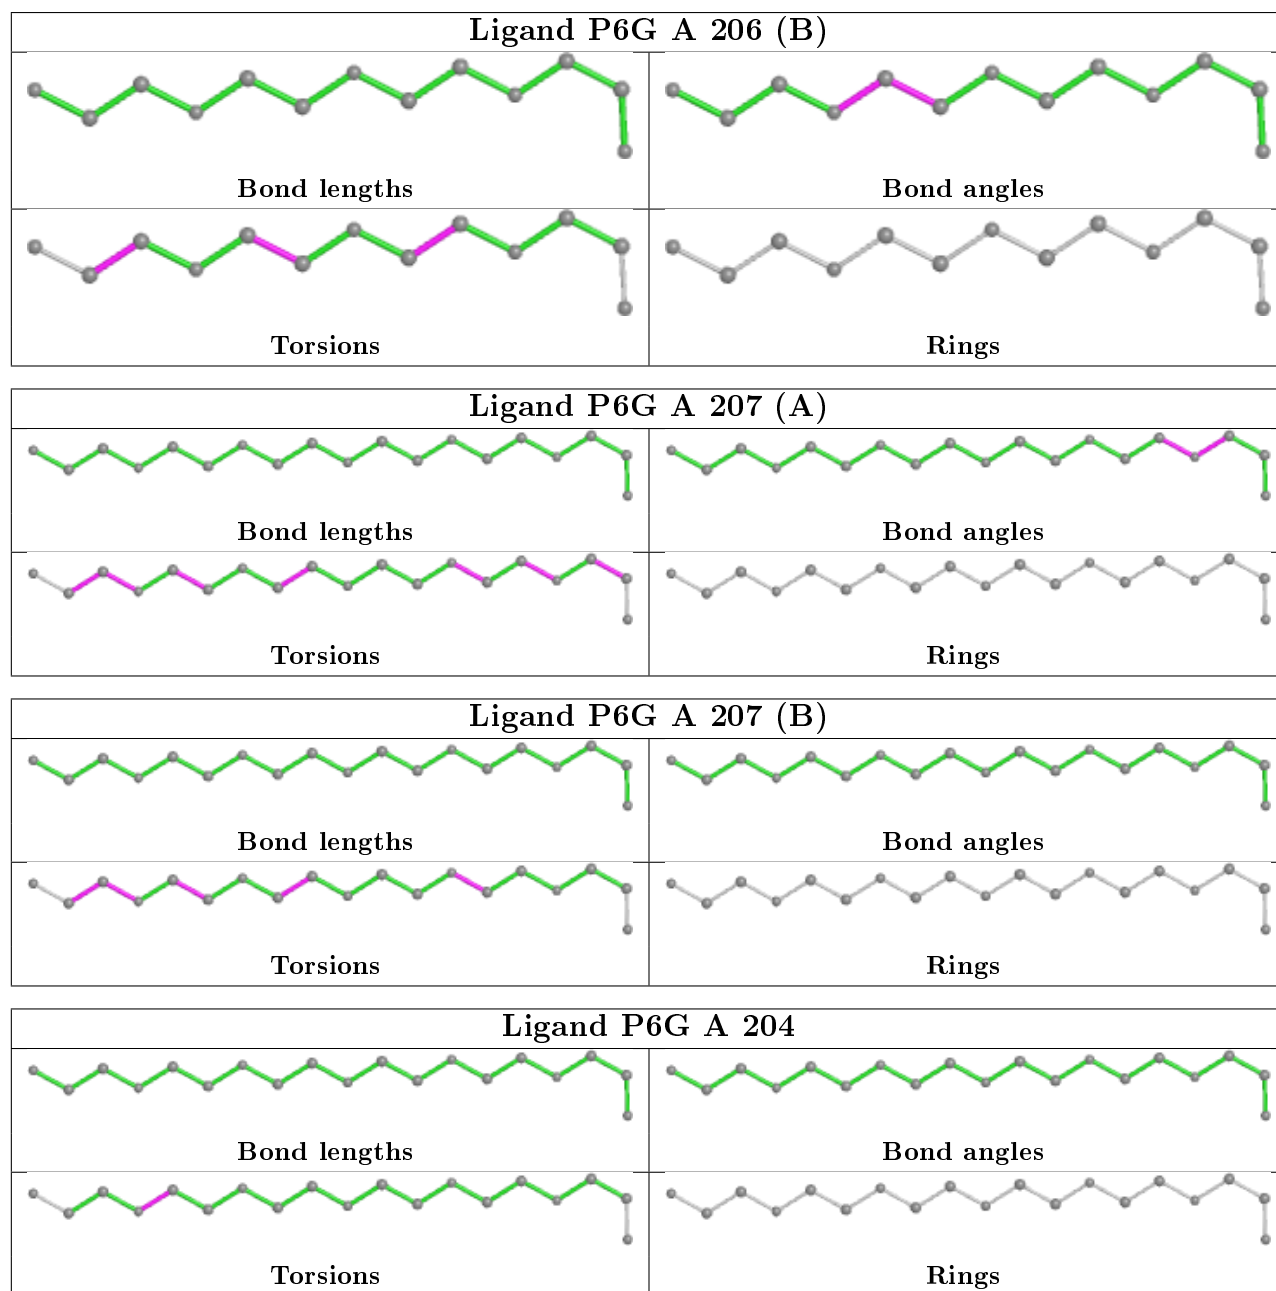 Ligand P6G A 206 (B)
Bond lengths
Bond angles
Torsions
Rings
Ligand P6G A 207 (A)
Bond lengths
Bond angles
Torsions
Rings
Ligand P6G A 207 (B)
Bond lengths
Bond angles
Torsions
Rings
Ligand P6G A 204
Bond lengths
Bond angles
Torsions
Rings